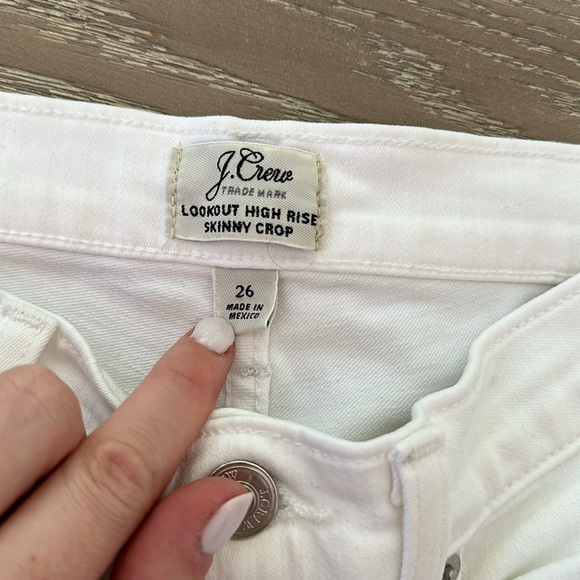 J.Crew
TRADE MARK
LOOKOUT HIGH RISE
SKINNY CROP
26
MADE IN
MEXICO